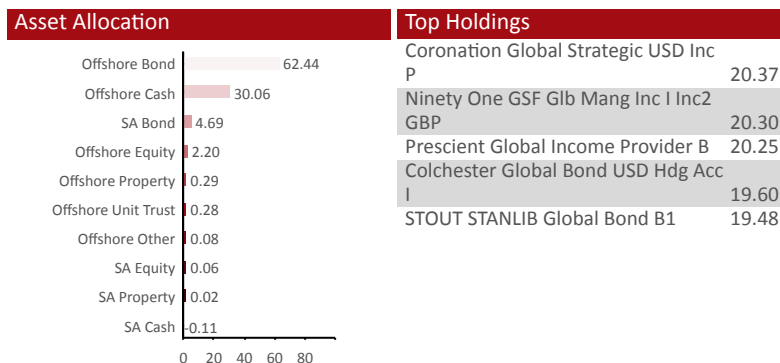 Asset Allocation
Offshore Bond 62.44
Offshore Cash 30.06
SA Bond 4.69
Offshore Equity 2.20
Offshore Property 0.29
Offshore Unit Trust 0.28
Offshore Other 0.08
SA Equity 0.06
SA Property 0.02
SA Cash -0.11
0 20 40 60 80
Top Holdings
Coronation Global Strategic USD Inc
P 20.37
Ninety One GSF Glb Mang Inc I Inc2
GBP 20.30
Prescient Global Income Provider B 20.25
Colchester Global Bond USD Hdg Acc
I 19.60
STOUT STANLIB Global Bond B1 19.48